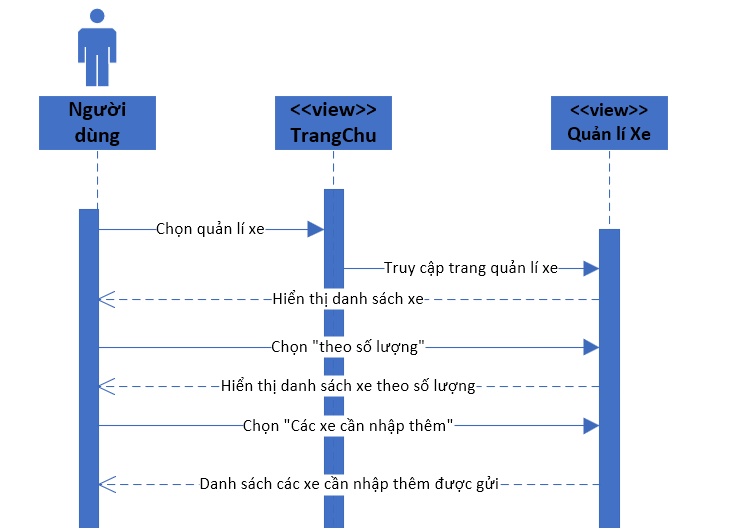 Người
dùng
<<view>>
TrangChu
<<view>>
Quản lí Xe
Chọn quản lí xe
Truy cập trang quản lí xe
Hiển thị danh sách xe
Chọn "theo số lượng"
Hiển thị danh sách xe theo số lượng
Chọn "Các xe cần nhập thêm"
Danh sách các xe cần nhập thêm được gửi